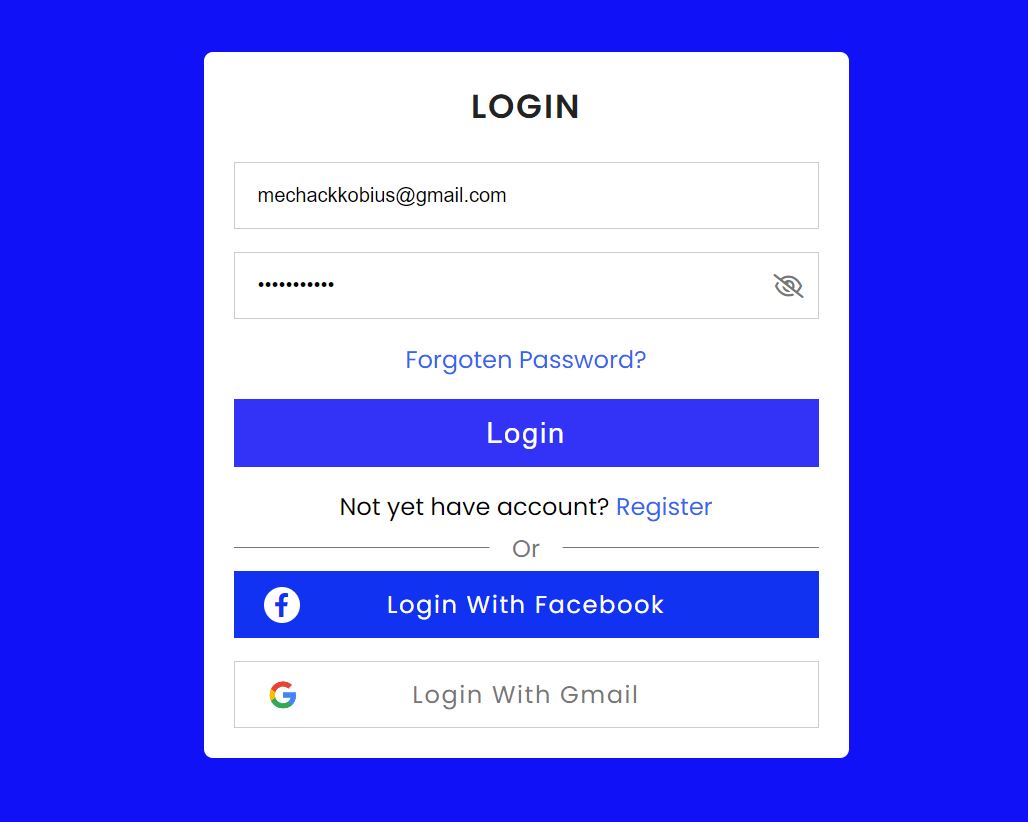 LOGIN
mechackkobius@gmail.com
•••••••••••
Forgoten Password?
Login
Not yet have account? Register
Or
Login With Facebook
Login With Gmail